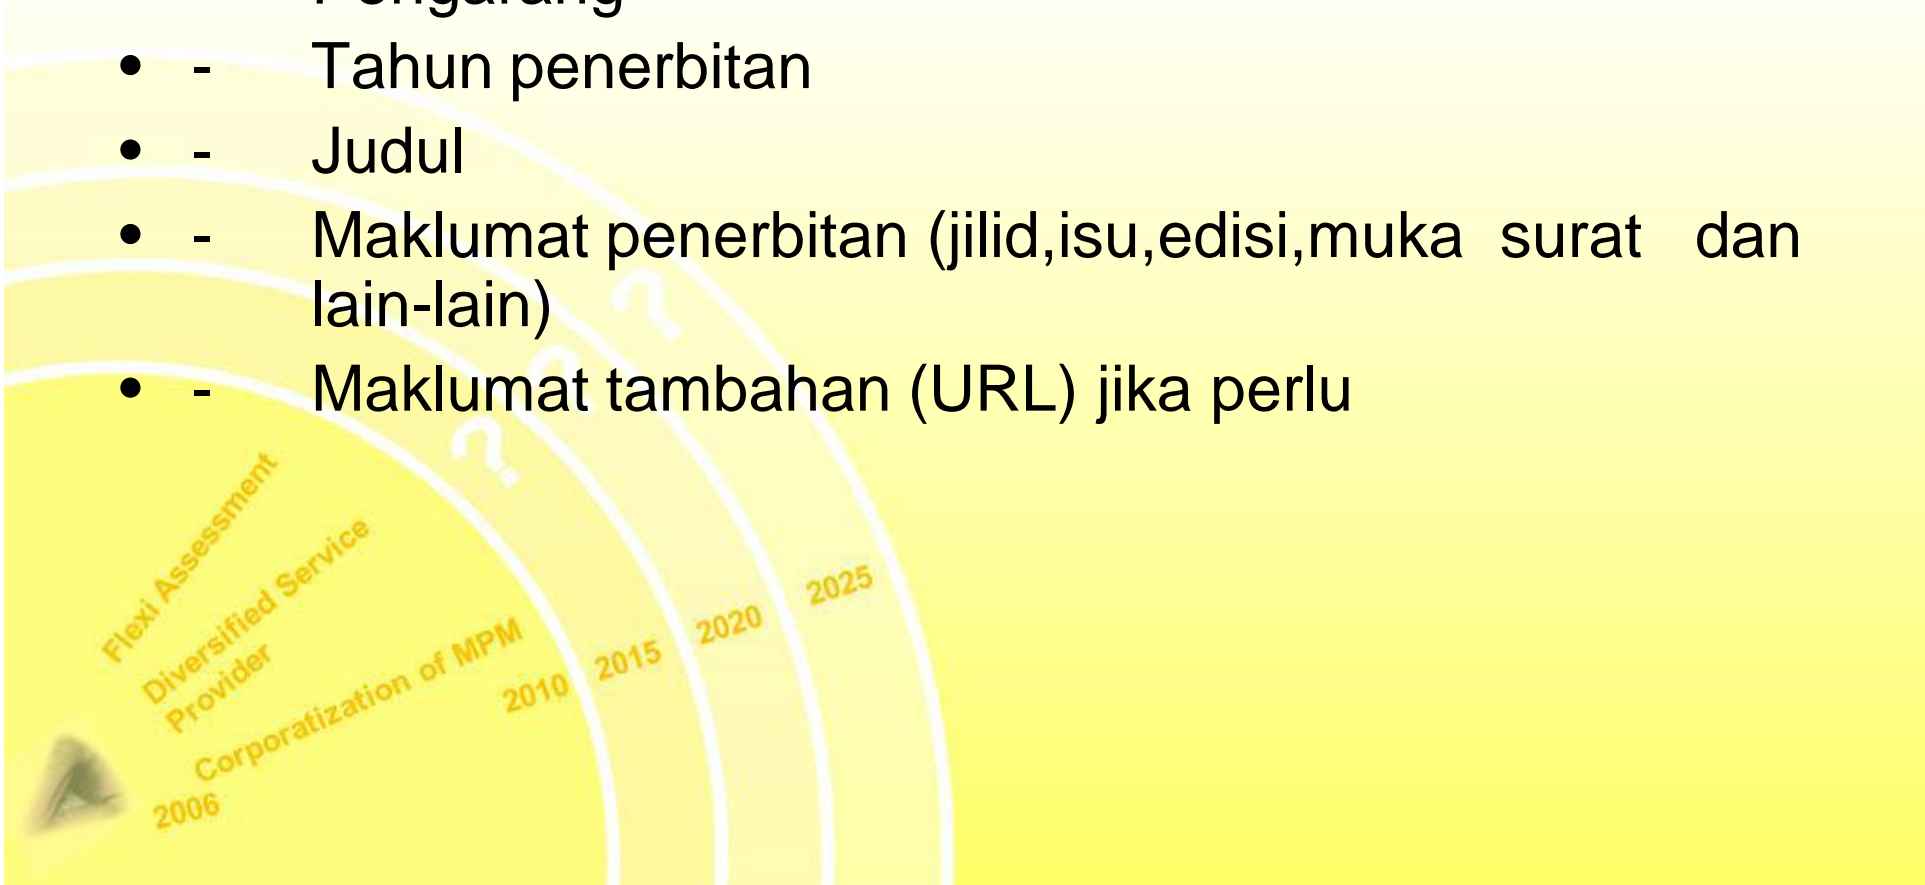 Pengarang
• - Tahun penerbitan
• - Judul
• - Maklumat penerbitan (jilid,isu,edisi,muka surat dan
lain-lain)
• - Maklumat tambahan (URL) jika perlu
?
?
?
Flexi Assessment
Diversified Service
Provider
Corporatization of MPM
2006
2010
2015
2020
2025